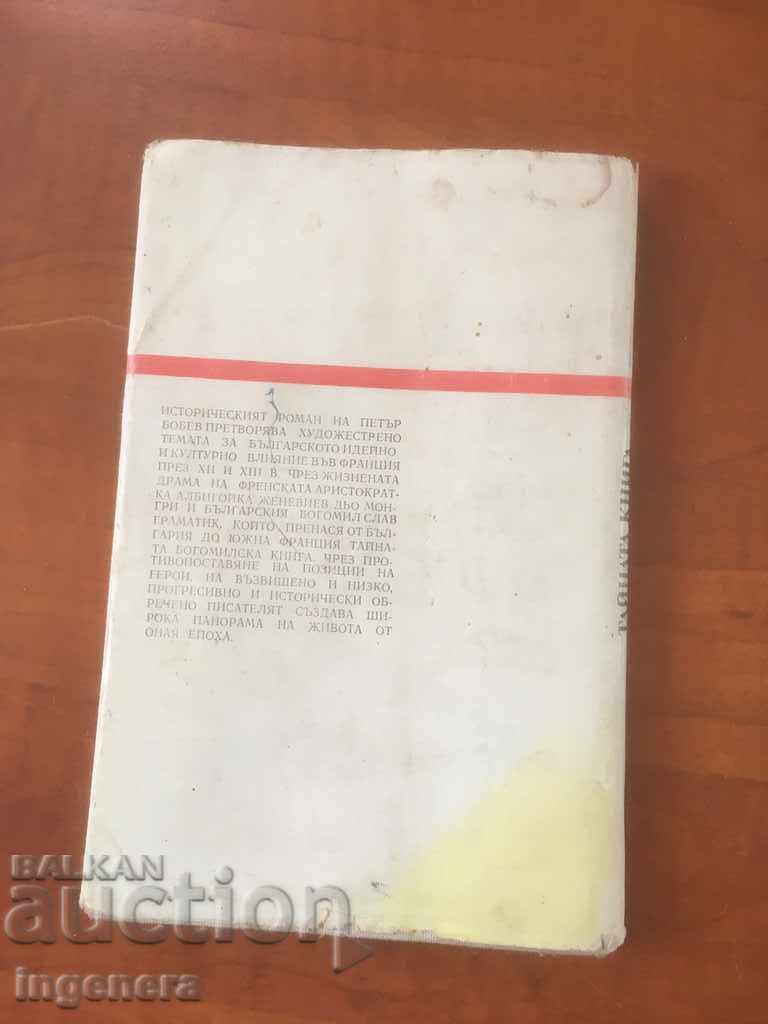 ИСТОРИЧЕСКИЯТ РОМАН НА ПЕТЪР
БОБЕВ ПРЕТВОРЯВА ХУДОЖЕСТРЕНО
ТЕМАТА ЗА БЪЛГАРСКОТО ИДЕЙНО
И КУЛТУРНО ВЛИЯНИЕ ВЪВ ФРАНЦИЯ
ПРЕЗ XII И XIII В. ЧРЕЗ ЖИЗНЕНАТА
ДРАМА НА ФРЕНСКАТА АРИСТОКРАТ-
КА АЛБИГОЙКА ЖЕНЕВИЕВ ДЬО МОН-
ГРИ И БЪЛГАРСКИЯ БОГОМИЛ СЛАВ
ГРАМАТИК, КОЙТО ПРЕНАСЯ ОТ БЪЛ-
ГАРИЯ ДО ЮЖНА ФРАНЦИЯ ТАЙНА-
ТА БОГОМИЛСКА КНИГА. ЧРЕЗ ПРО-
ТИВОПОСТАВЯНЕ НА ПОЗИЦИИ НА
ГЕРОИ, НА ВЪЗВИШЕНО И НИЗКО,
ПРОГРЕСИВНО И ИСТОРИЧЕСКИ ОБ-
РЕЧЕНО ПИСАТЕЛЯТ СЪЗДАВА ШИ-
РОКА ПАНОРАМА НА ЖИВОТА ОТ
ОНАЯ ЕПОХА.
ТАЙНАТА КНИГА
BALKAN
auction
ingenera